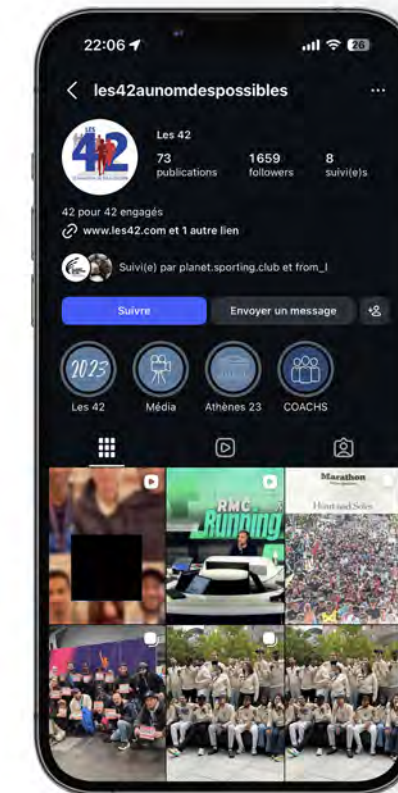 22:06
26
les42aunomdespossibles
LES
42
Les 42
73 1659 8
publications followers suivi(e)s
42 pour 42 engagés
www.les42.com et 1 autre lien
Suivi(e) par planet.sporting.club et from_l
Suivre Envoyer un message
2023
Les 42 Média Athènes 23 COACHS
RMC
Running
Marathon